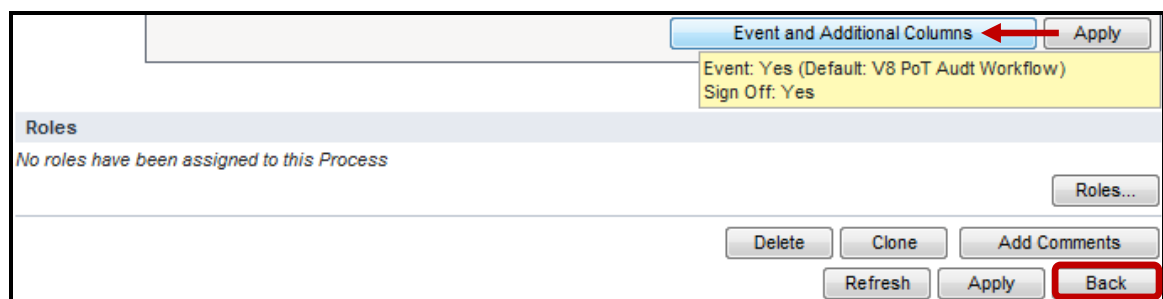 Event and Additional Columns Apply
Event: Yes (Default: V8 PoT Audt Workflow)
Sign Off: Yes
Roles
No roles have been assigned to this Process
Roles...
Delete Clone Add Comments
Refresh Apply Back